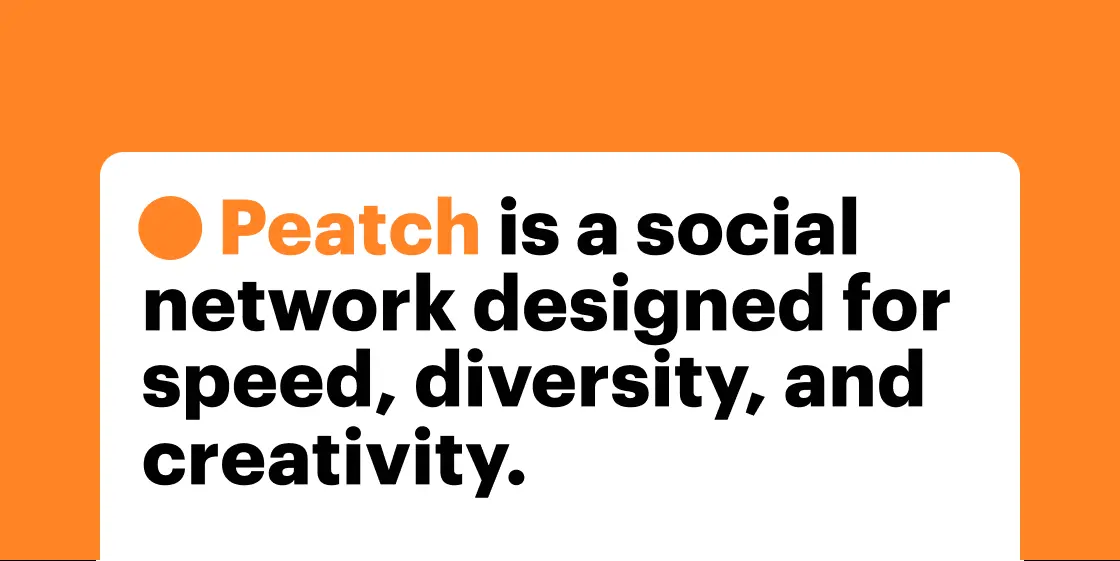 Peatch is a social
network designed for
speed, diversity, and
creativity.